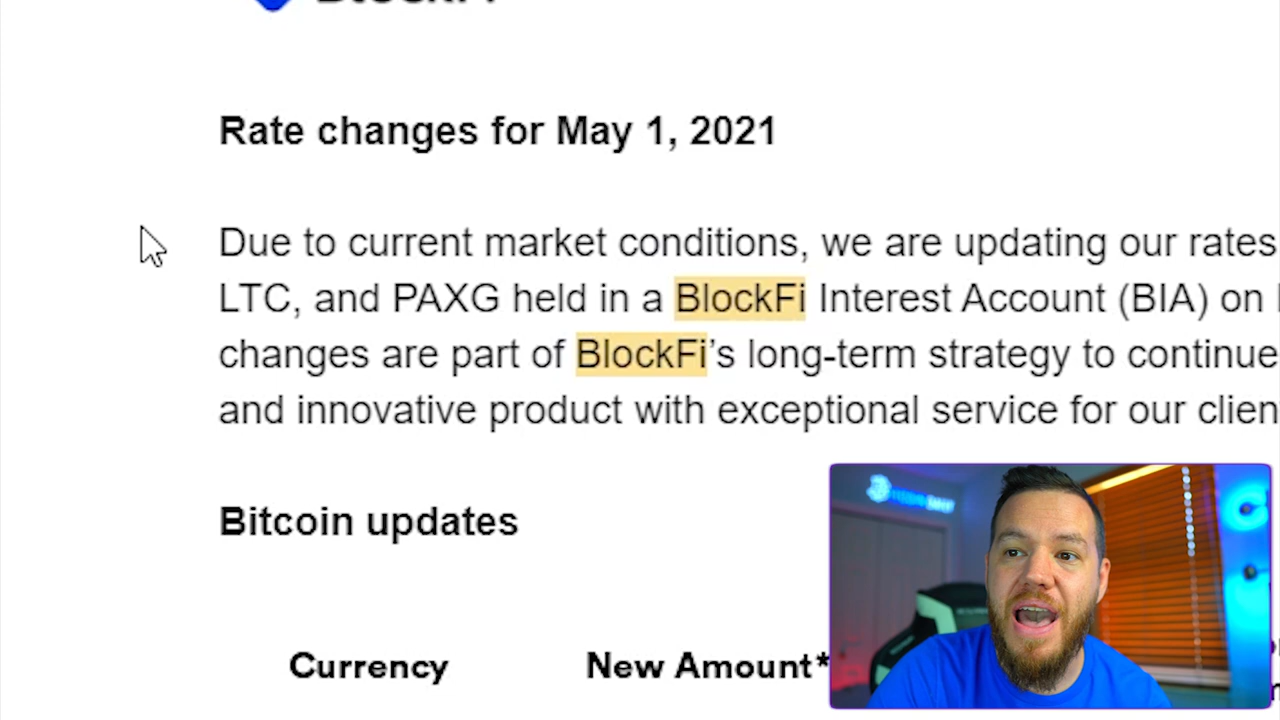 Rate changes for May 1, 2021
Due to current market conditions, we are updating our rates
LTC, and PAXG held in a BlockFi Interest Account (BIA) on
changes are part of BlockFi's long-term strategy to continue
and innovative product with exceptional service for our clien
Bitcoin updates
Currency New Amount*